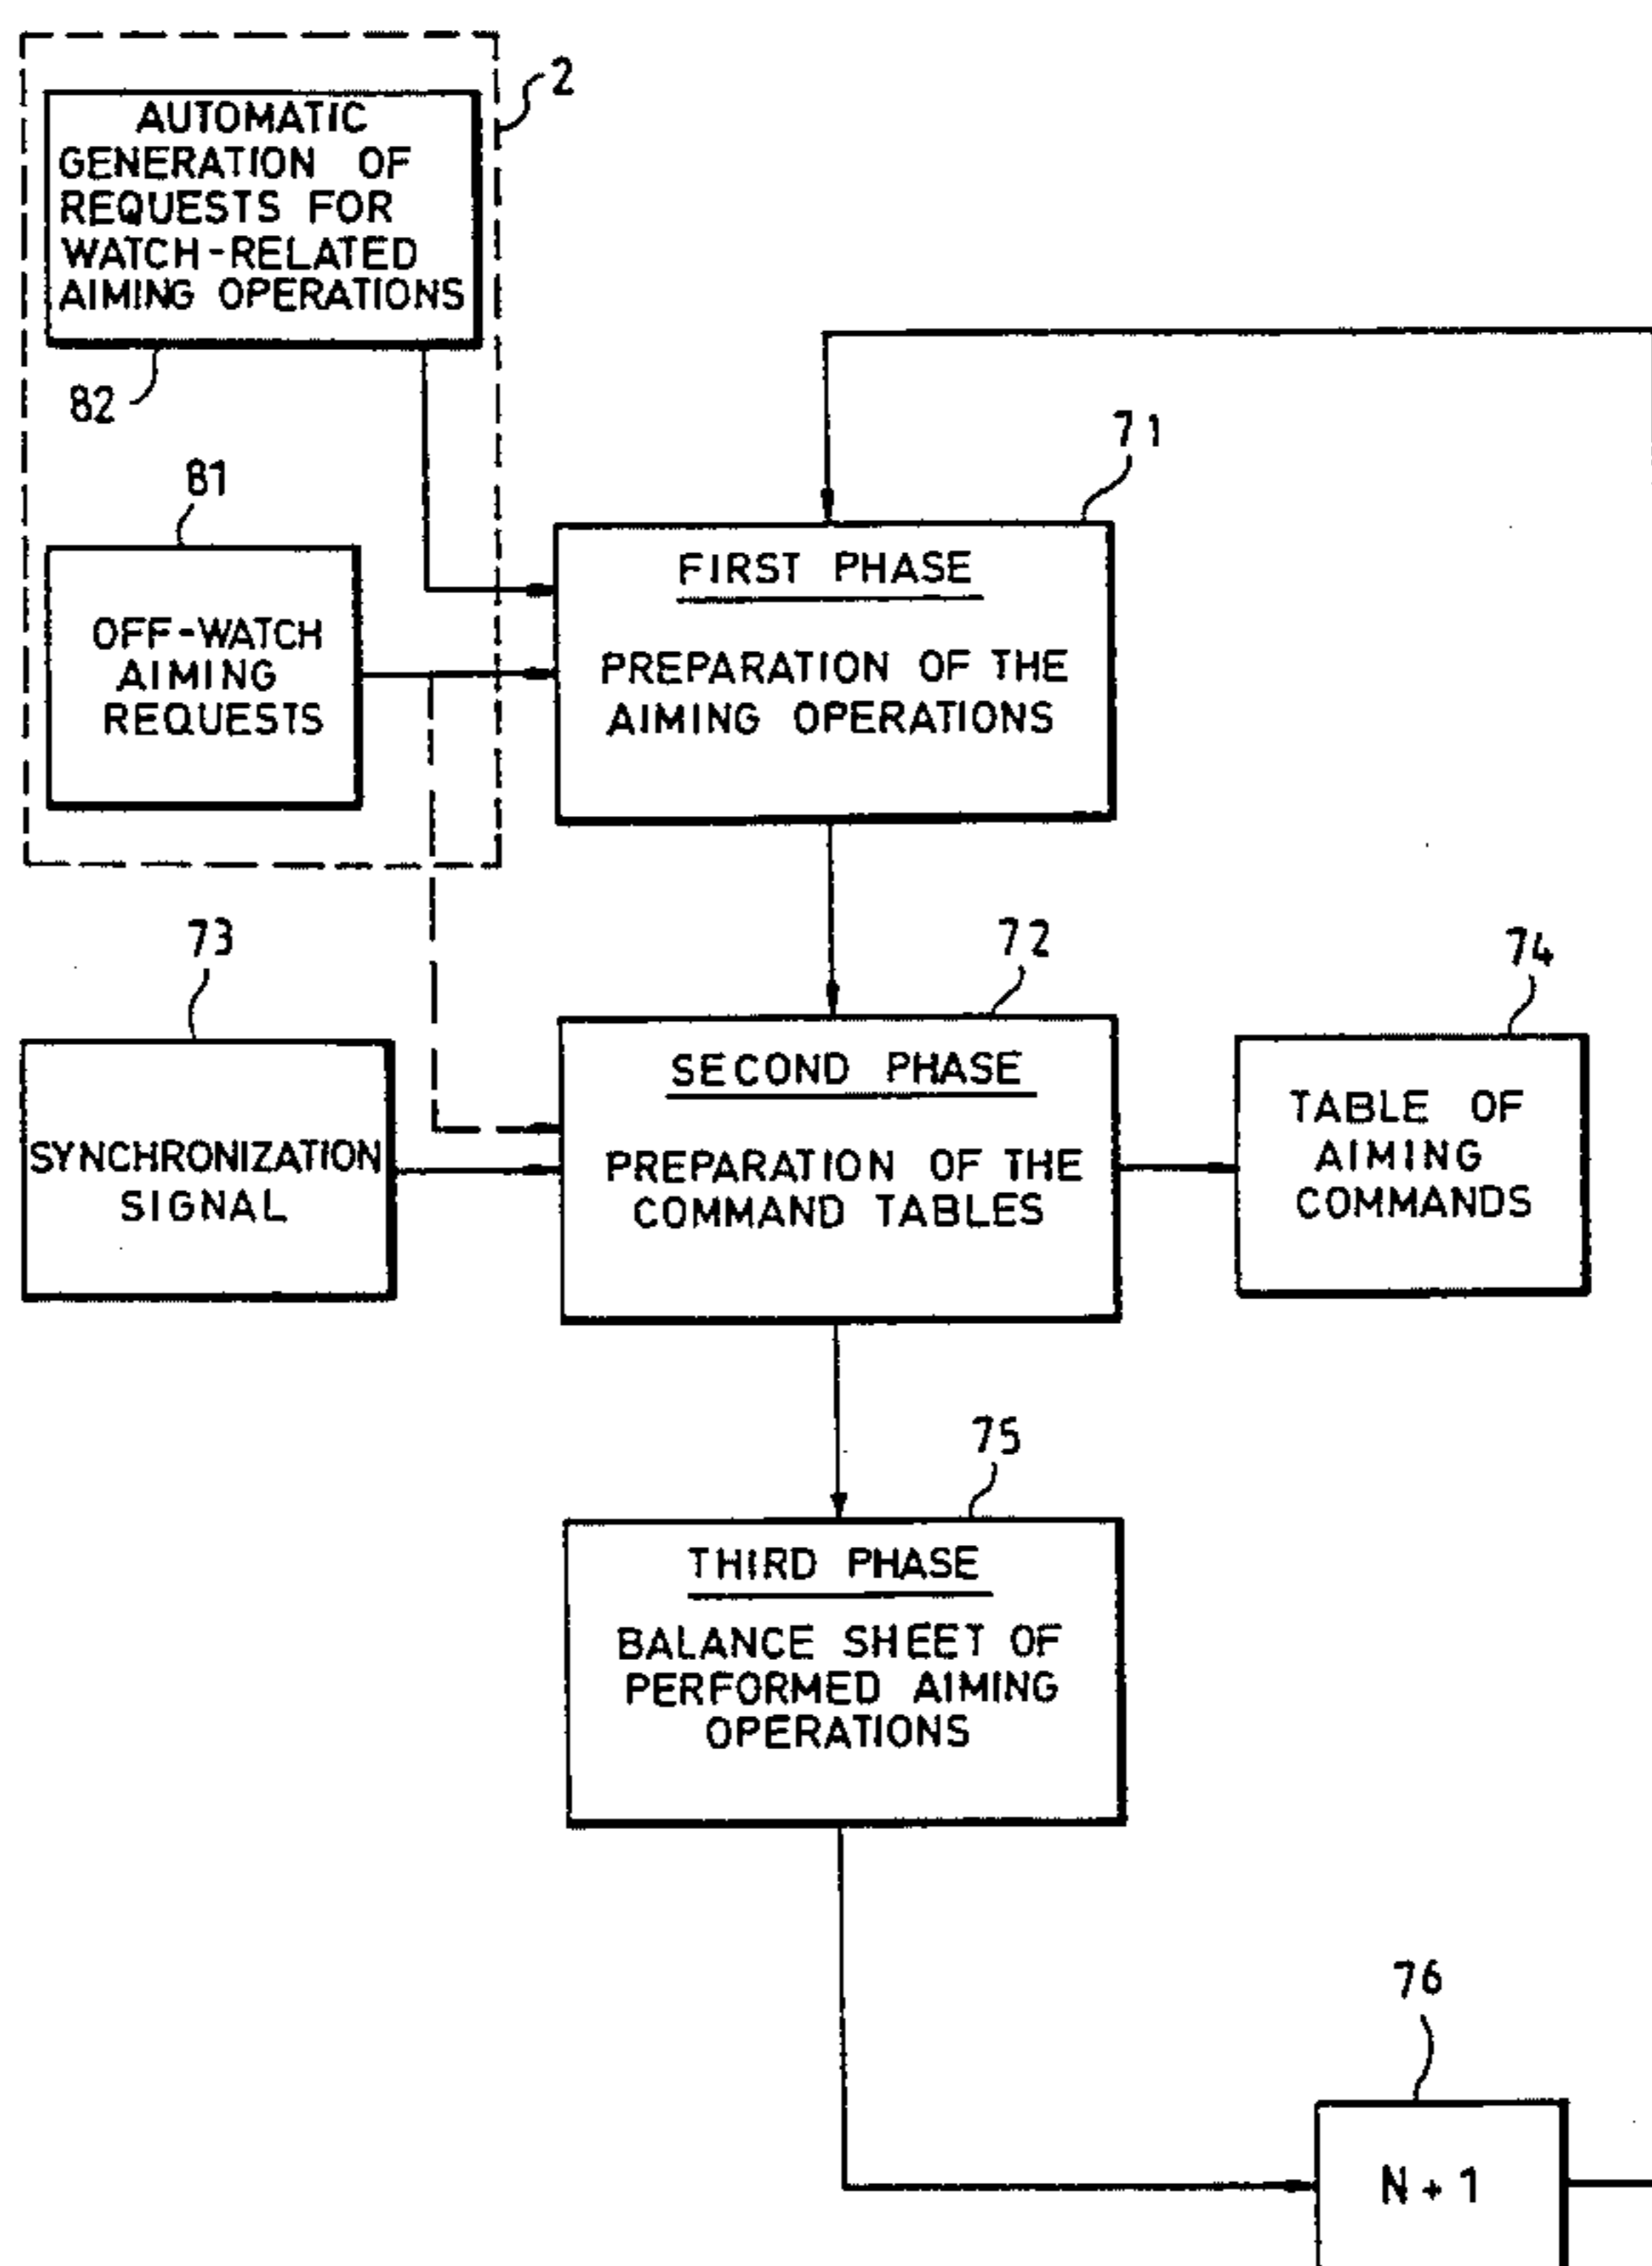 2
AUTOMATIC
GENERATION OF
REQUESTS FOR
WATCH-RELATED
AIMING OPERATIONS
82
81
OFF-WATCH
AIMING
REQUESTS
71
FIRST PHASE
PREPARATION OF THE
AIMING OPERATIONS
73
SYNCHRONIZATION
SIGNAL
72
SECOND PHASE
PREPARATION OF THE
COMMAND TABLES
74
TABLE OF
AIMING
COMMANDS
75
THIRD PHASE
BALANCE SHEET OF
PERFORMED AIMING
OPERATIONS
76
N + 1